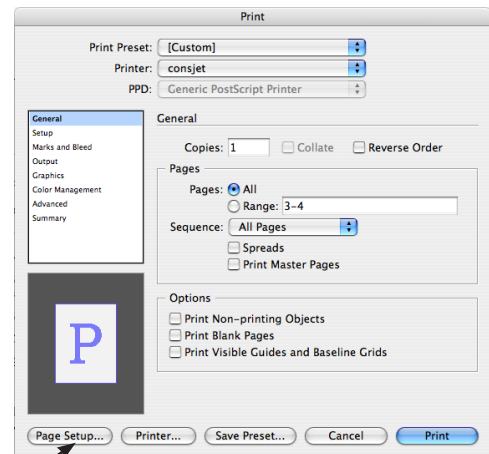 Print
Print Preset: [Custom]
Printer: consjet
PPD: Generic PostScript Printer
General
Setup
Marks and Bleed
Output
Graphics
Color Management
Advanced
Summary
General
Copies: 1 Collate Reverse Order
Pages
Pages: All
Range: 3-4
Sequence: All Pages
Spreads
Print Master Pages
Options
Print Non-printing Objects
Print Blank Pages
Print Visible Guides and Baseline Grids
P
Page Setup... Printer... Save Preset... Cancel Print